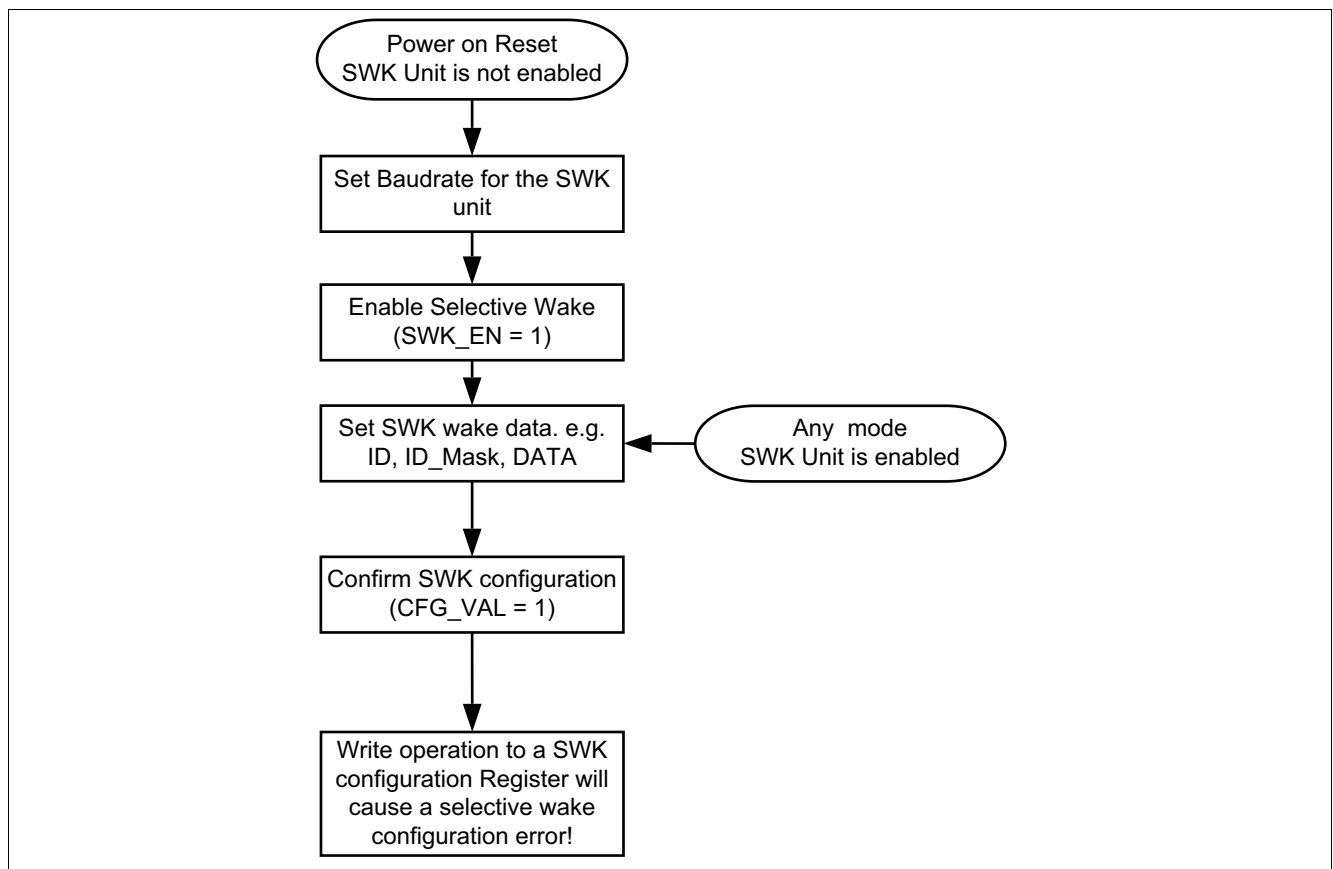 Power on Reset
SWK Unit is not enabled
Set Baudrate for the SWK
unit
Enable Selective Wake
(SWK_EN = 1)
Set SWK wake data. e.g.
ID, ID_Mask, DATA
Any mode
SWK Unit is enabled
Confirm SWK configuration
(CFG_VAL = 1)
Write operation to a SWK
configuration Register will
cause a selective wake
configuration error!